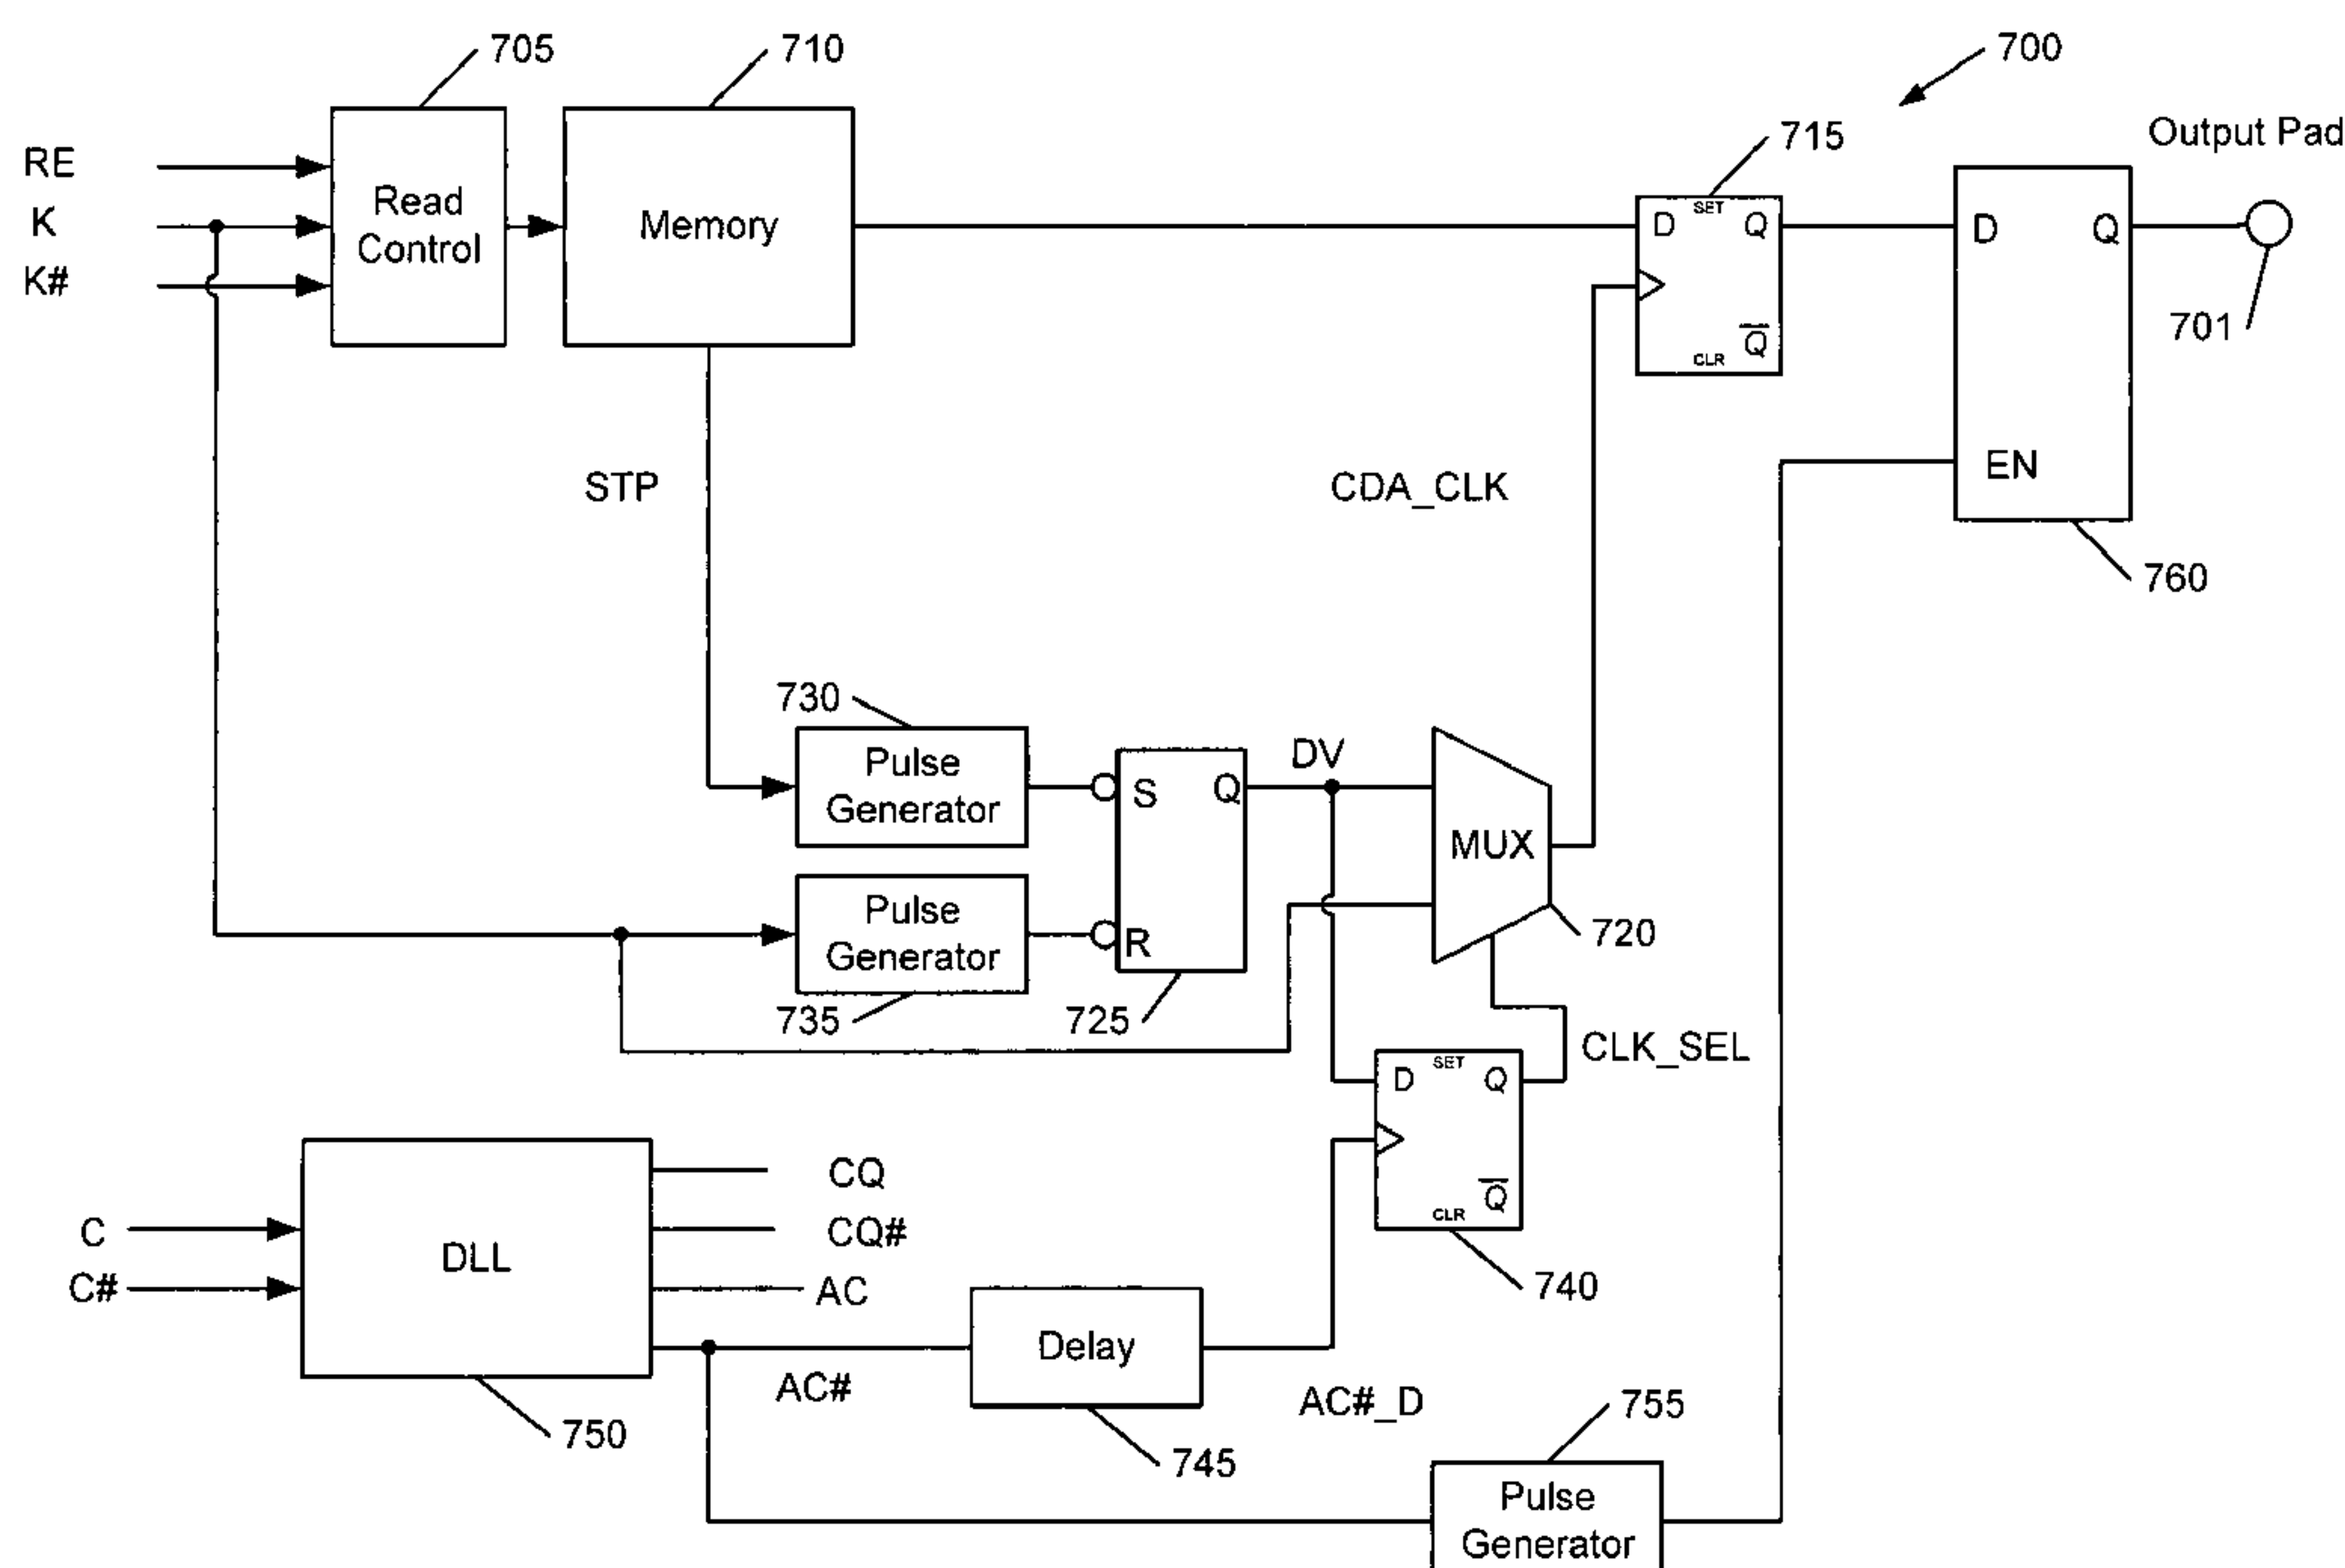 705
710
700
Output Pad
715
RE
K
K#
Read
Control
Memory
D
SET
Q
Q
CLR
D
Q
EN
701
760
STP
CDA_CLK
730
Pulse
Generator
S
Q
DV
MUX
720
Pulse
Generator
R
735
725
CLK_SEL
D
SET
Q
Q
CLR
740
C
C#
DLL
CQ
CQ#
AC
AC#
750
Delay
745
AC#_D
755
Pulse
Generator